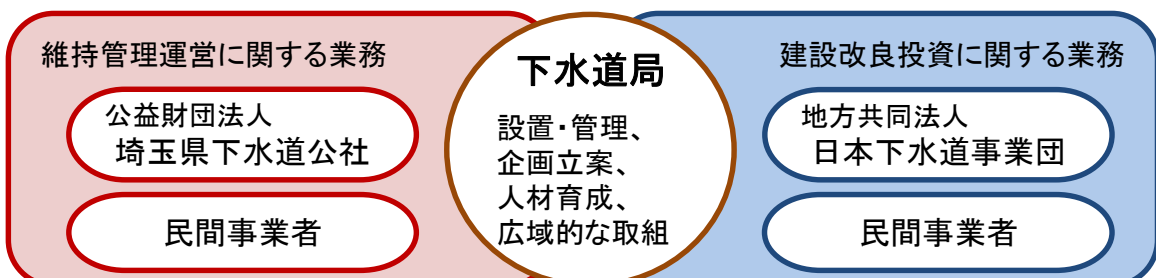 維持管理運営に関する業務
公益財団法人
埼玉県下水道公社
民間事業者
下水道局
設置・管理、
企画立案、
人材育成、
広域的な取組
建設改良投資に関する業務
地方共同法人
日本下水道事業団
民間事業者